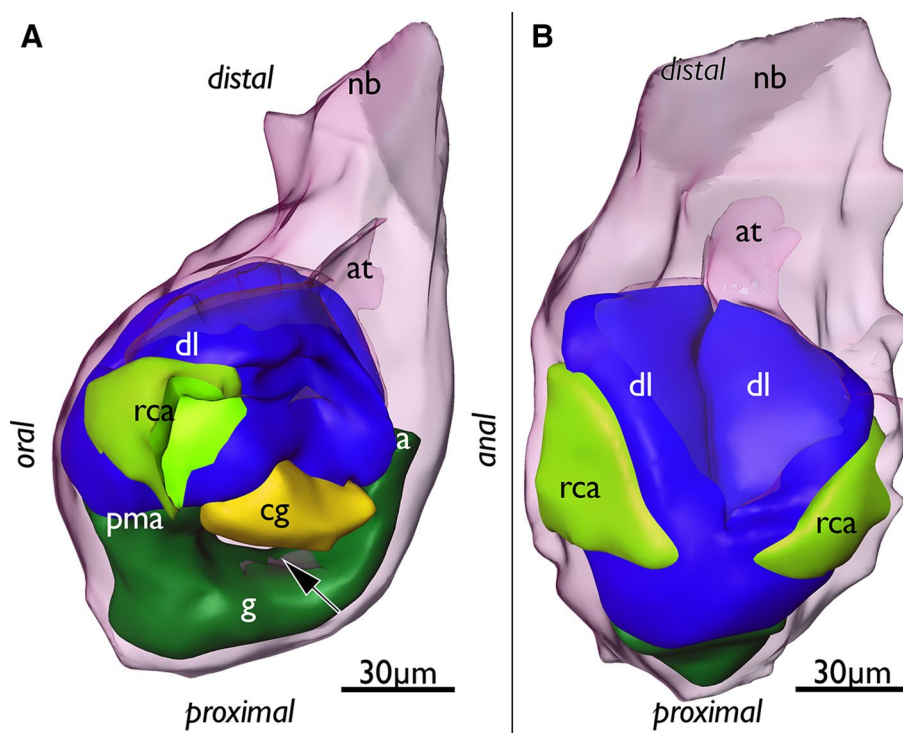 A
distal
nb
at
dl
rca
oral
anal
a
pma
cg
g
30µm
proximal
B
distal
nb
at
dl dl
rca
rca
30µm
proximal